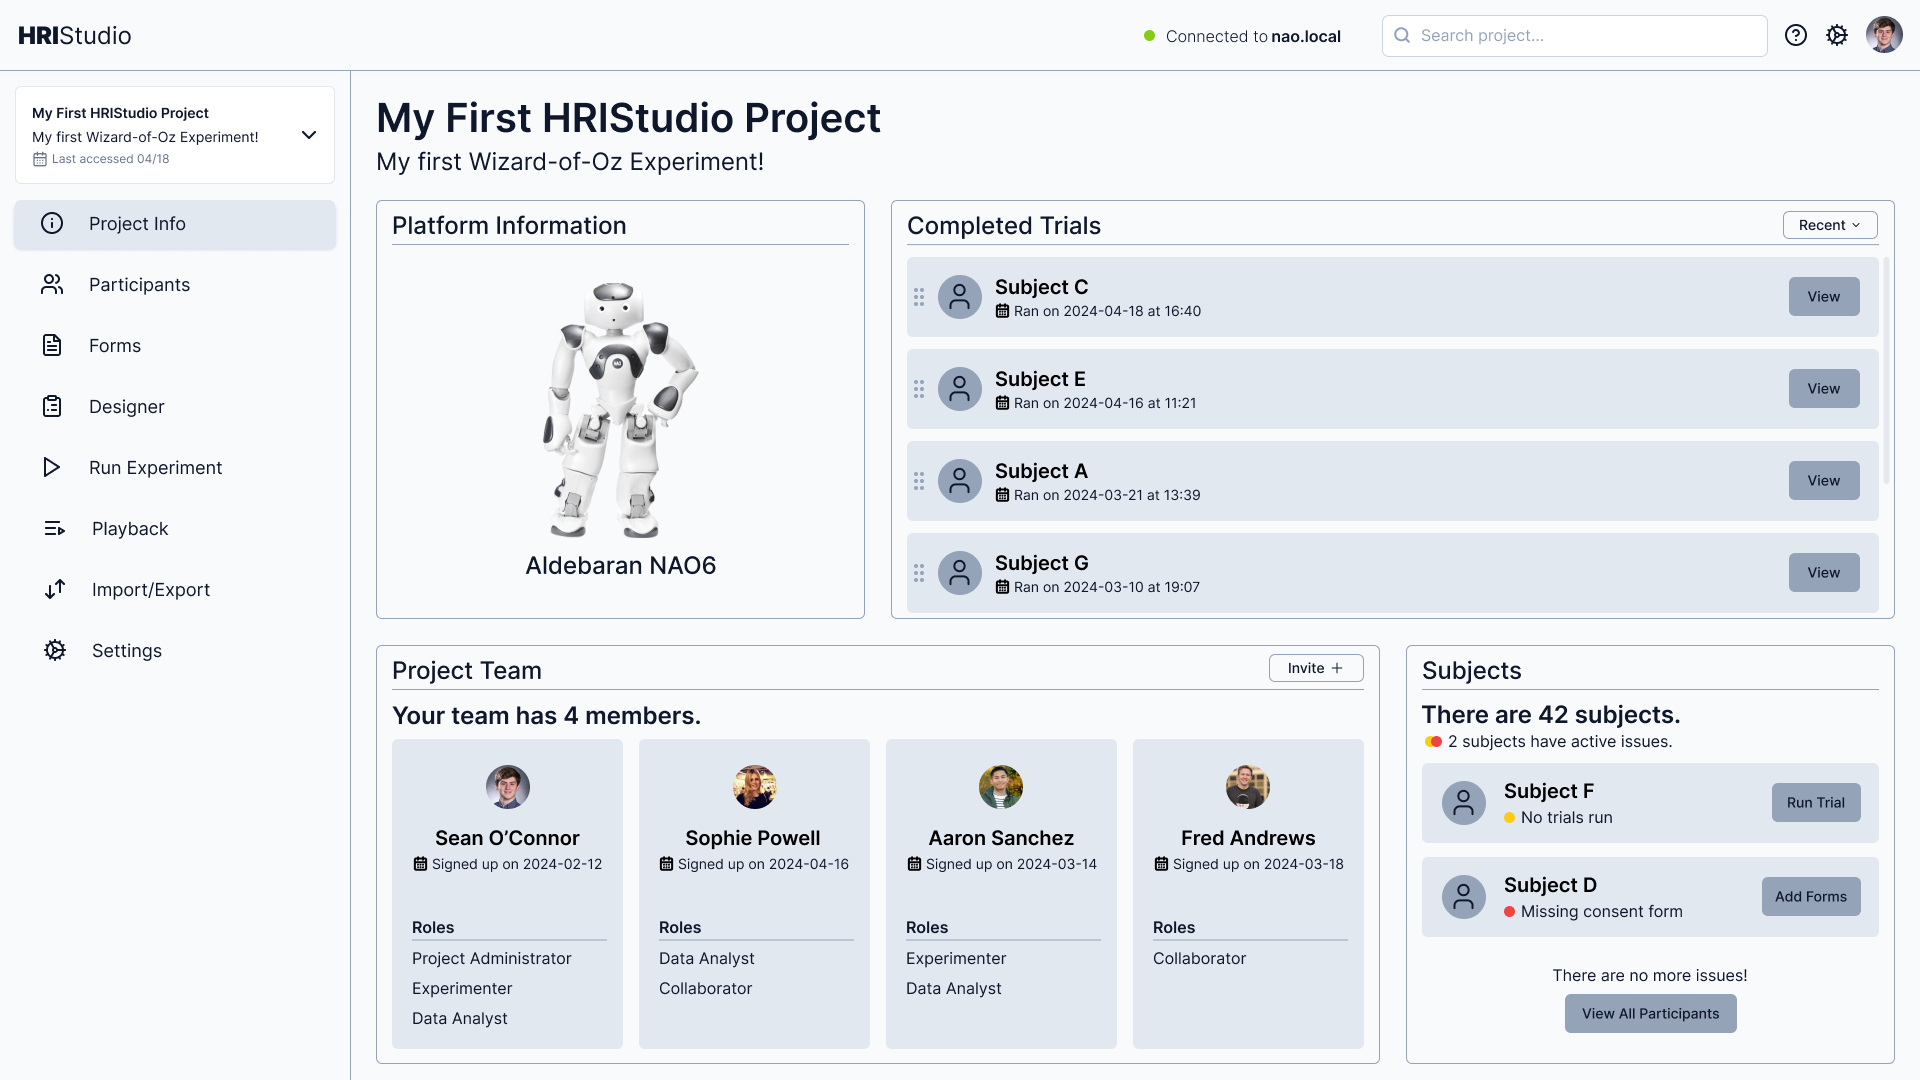 HRIStudio
Connected to nao.local
Search project...
My First HRIStudio Project
My first Wizard-of-Oz Experiment!
Last accessed 04/18
Project Info
Participants
Forms
Designer
Run Experiment
Playback
Import/Export
Settings
My First HRIStudio Project
My first Wizard-of-Oz Experiment!
Platform Information
Aldebaran NAO6
Completed Trials
Recent
Subject C
Ran on 2024-04-18 at 16:40
View
Subject E
Ran on 2024-04-16 at 11:21
View
Subject A
Ran on 2024-03-21 at 13:39
View
Subject G
Ran on 2024-03-10 at 19:07
View
Project Team
Invite +
Your team has 4 members.
Sean O’Connor
Signed up on 2024-02-12
Roles
Project Administrator
Experimenter
Data Analyst
Sophie Powell
Signed up on 2024-04-16
Roles
Data Analyst
Collaborator
Aaron Sanchez
Signed up on 2024-03-14
Roles
Experimenter
Data Analyst
Fred Andrews
Signed up on 2024-03-18
Roles
Collaborator
Subjects
There are 42 subjects.
2 subjects have active issues.
Subject F
No trials run
Run Trial
Subject D
Missing consent form
Add Forms
There are no more issues!
View All Participants